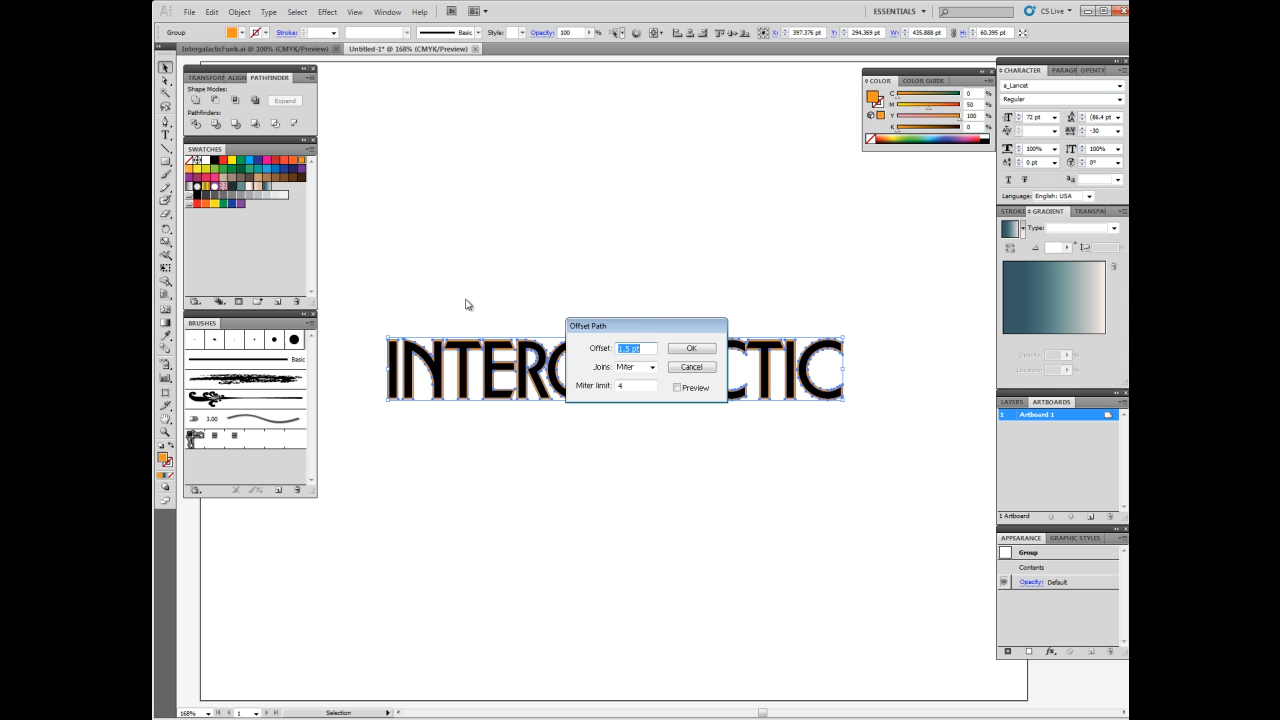 Ai File Edit Object Type Select Effect View Window Help Br ESSENTIALS CS Live
Group Stroke: Basic Style: Opacity: 100 % X: 397.376 pt Y: 294.369 pt W: 435.888 pt H: 60.395 pt
IntergalacticFunk.ai @ 100% (CMYK/Preview) Untitled-1* @ 168% (CMYK/Preview)
TRANSFORM ALIGN PATHFINDER
Shape Modes:
Expand
Pathfinders:
SWATCHES
BRUSHES
Basic
3.00
COLOR COLOR GUIDE
C 0 %
M 50 %
Y 100 %
K 0 %
CHARACTER PARAGR OPENTY
a_Lancet
Regular
72 pt (86.4 pt
-30
100% 100%
0 pt 0°
Language: English: USA
STROKE GRADIENT TRANSPA
Type:
Opacity: %
Location: %
LAYERS ARTBOARDS
1 Artboard 1
1 Artboard
APPEARANCE GRAPHIC STYLES
Group
Contents
Opacity: Default
fx
INTERG CTIC
Offset Path
Offset: 1.5 pt OK
Joins: Miter Cancel
Miter limit: 4 Preview
168% 1 Selection